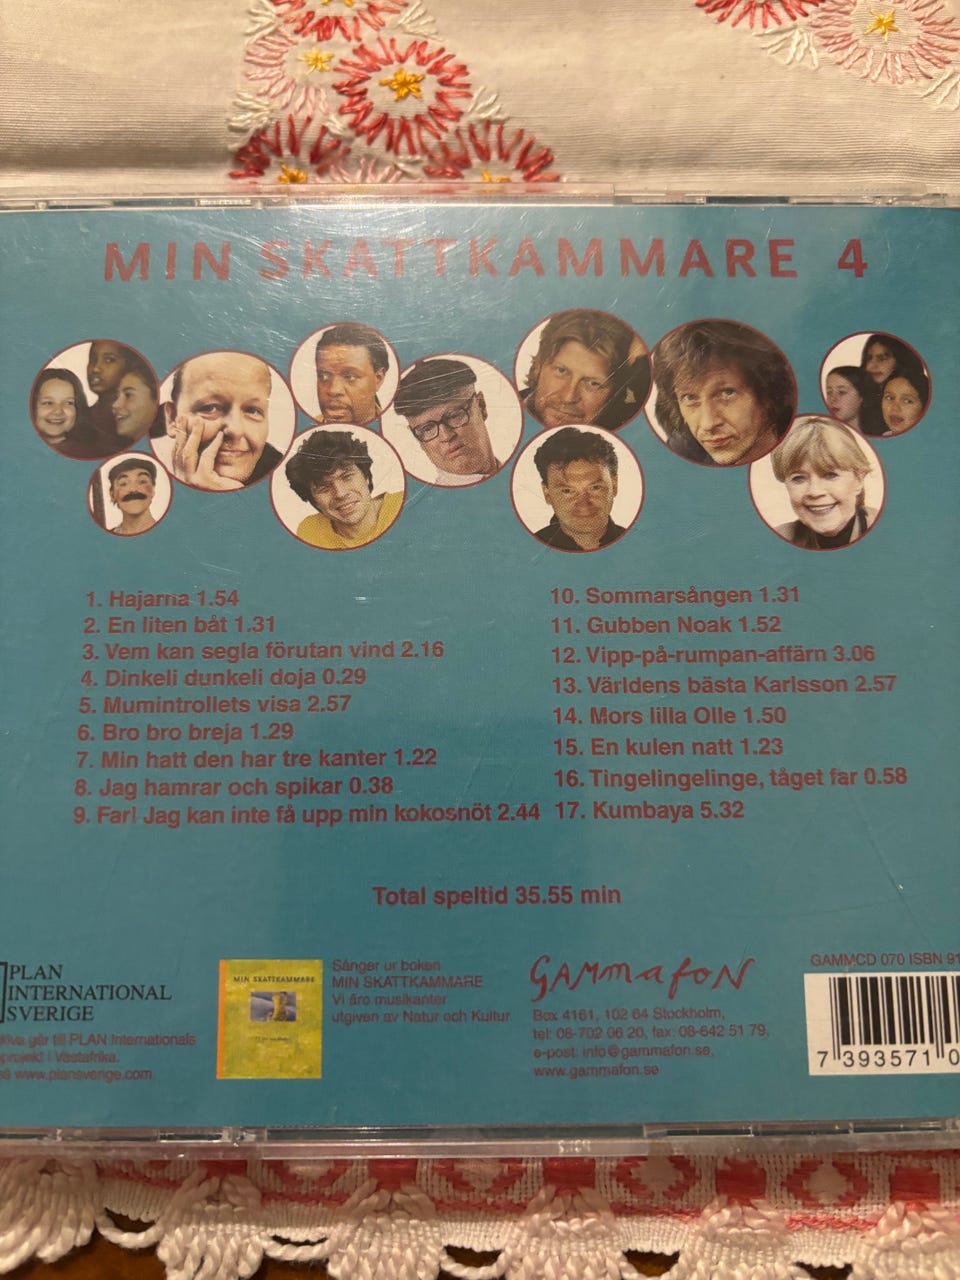 MIN SKATTKAMMARE 4
1. Hajarna 1.54
2. En liten båt 1.31
3. Vem kan segla förutan vind 2.16
4. Dinkeli dunkeli doja 0.29
5. Mumintrollets visa 2.57
6. Bro bro breja 1.29
7. Min hatt den har tre kanter 1.22
8. Jag hamrar och spikar 0.38
9. Far! Jag kan inte få upp min kokosnöt 2.44
10. Sommarsången 1.31
11. Gubben Noak 1.52
12. Vipp-på-rumpan-affärn 3.06
13. Världens bästa Karlsson 2.57
14. Mors lilla Olle 1.50
15. En kulen natt 1.23
16. Tingelingelinge, tåget far 0.58
17. Kumbaya 5.32
Total speltid 35.55 min
PLAN
INTERNATIONAL
SVERIGE
går till PLAN Internationals
projekt i Västafrika.
www.plansverige.com
MIN SKATTKAMMARE
Sånger ur boken
MIN SKATTKAMMARE
Vi äro musikanter
utgiven av Natur och Kultur.
GAMMAFON
Box 4161, 102 64 Stockholm,
tel: 08-702 06 20, fax: 08-642 51 79,
e-post: info@gammafon.se,
www.gammafon.se
GAMMCD 070 ISBN 91
7 393571 0